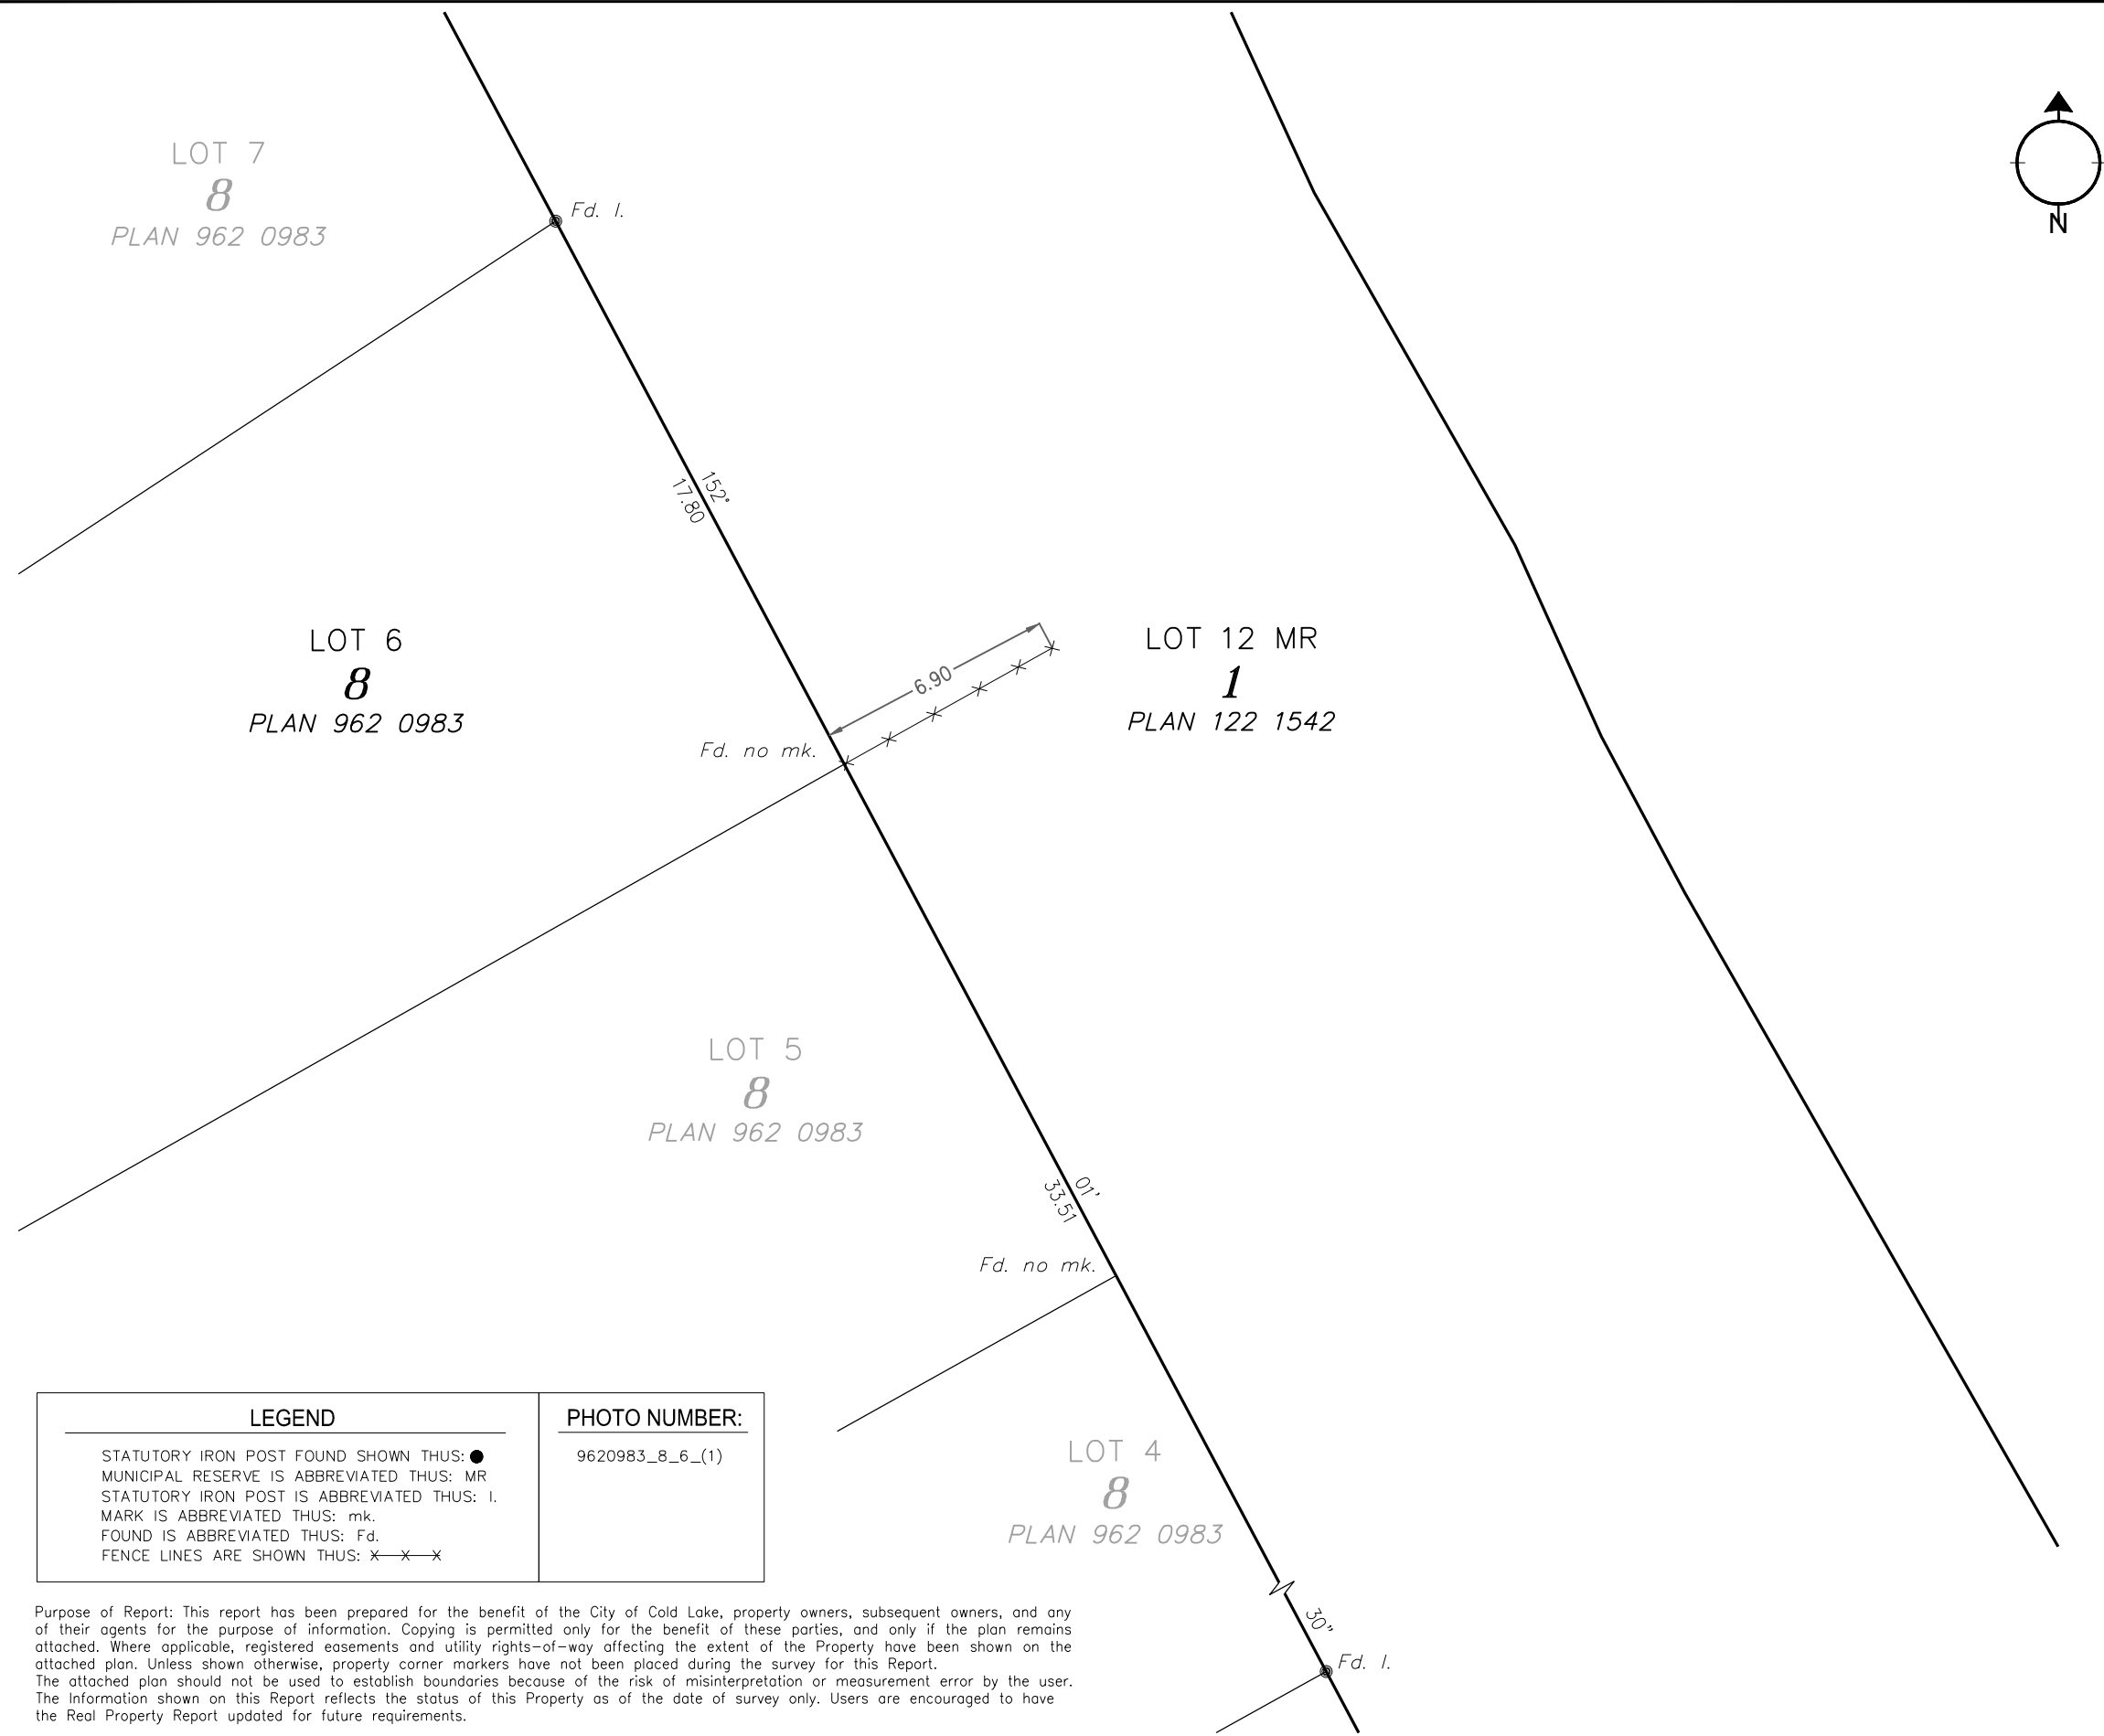 LOT 7
8
PLAN 962 0983
Fd. I.
N
152°
17.80
LOT 6
8
PLAN 962 0983
6.90
LOT 12 MR
1
PLAN 122 1542
Fd. no mk.
LOT 5
8
PLAN 962 0983
01'
33.51
Fd. no mk.
LEGEND
STATUTORY IRON POST FOUND SHOWN THUS:
MUNICIPAL RESERVE IS ABBREVIATED THUS: MR
STATUTORY IRON POST IS ABBREVIATED THUS: I.
MARK IS ABBREVIATED THUS: mk.
FOUND IS ABBREVIATED THUS: Fd.
FENCE LINES ARE SHOWN THUS: X X X
PHOTO NUMBER:
9620983_8_6_(1)
LOT 4
8
PLAN 962 0983
30"
Fd. I.
Purpose of Report: This report has been prepared for the benefit of the City of Cold Lake, property owners, subsequent owners, and any
of their agents for the purpose of information. Copying is permitted only for the benefit of these parties, and only if the plan remains
attached. Where applicable, registered easements and utility rights-of-way affecting the extent of the Property have been shown on the
attached plan. Unless shown otherwise, property corner markers have not been placed during the survey for this Report.
The attached plan should not be used to establish boundaries because of the risk of misinterpretation or measurement error by the user.
The Information shown on this Report reflects the status of this Property as of the date of survey only. Users are encouraged to have
the Real Property Report updated for future requirements.